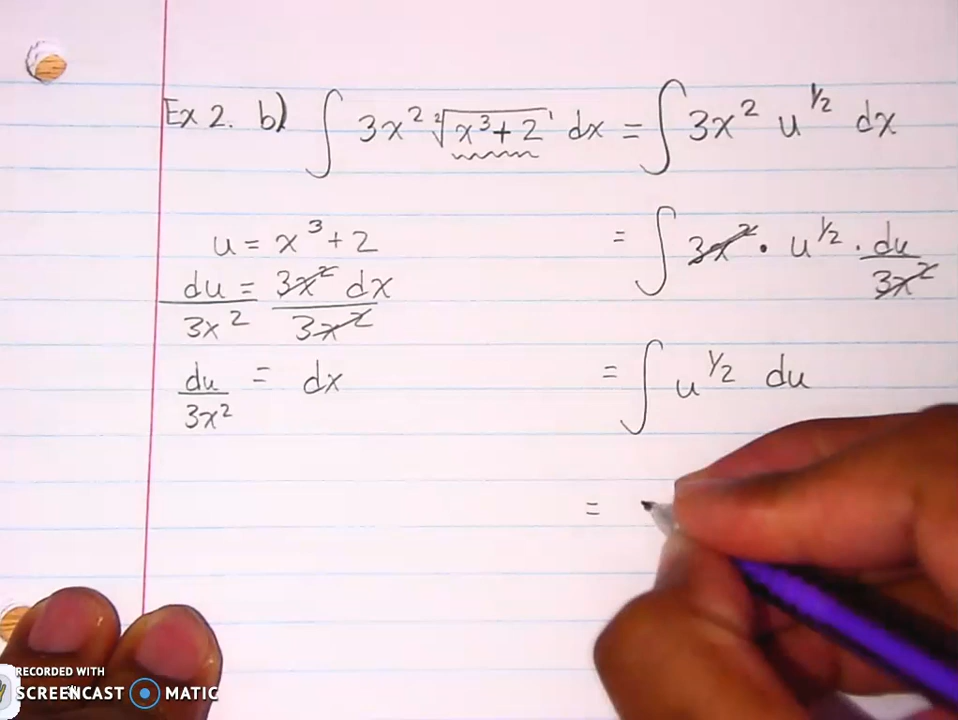 Ex 2. b) ∫ 3x² ²√(x³+2)¹ dx = ∫ 3x² u^1/2 dx
u = x³ + 2
= ∫ 3x² · u^1/2 · du/3x²
du/3x² = 3x² dx/3x²
du/3x² = dx
= ∫ u^1/2 du
=
RECORDED WITH
SCREENCAST MATIC